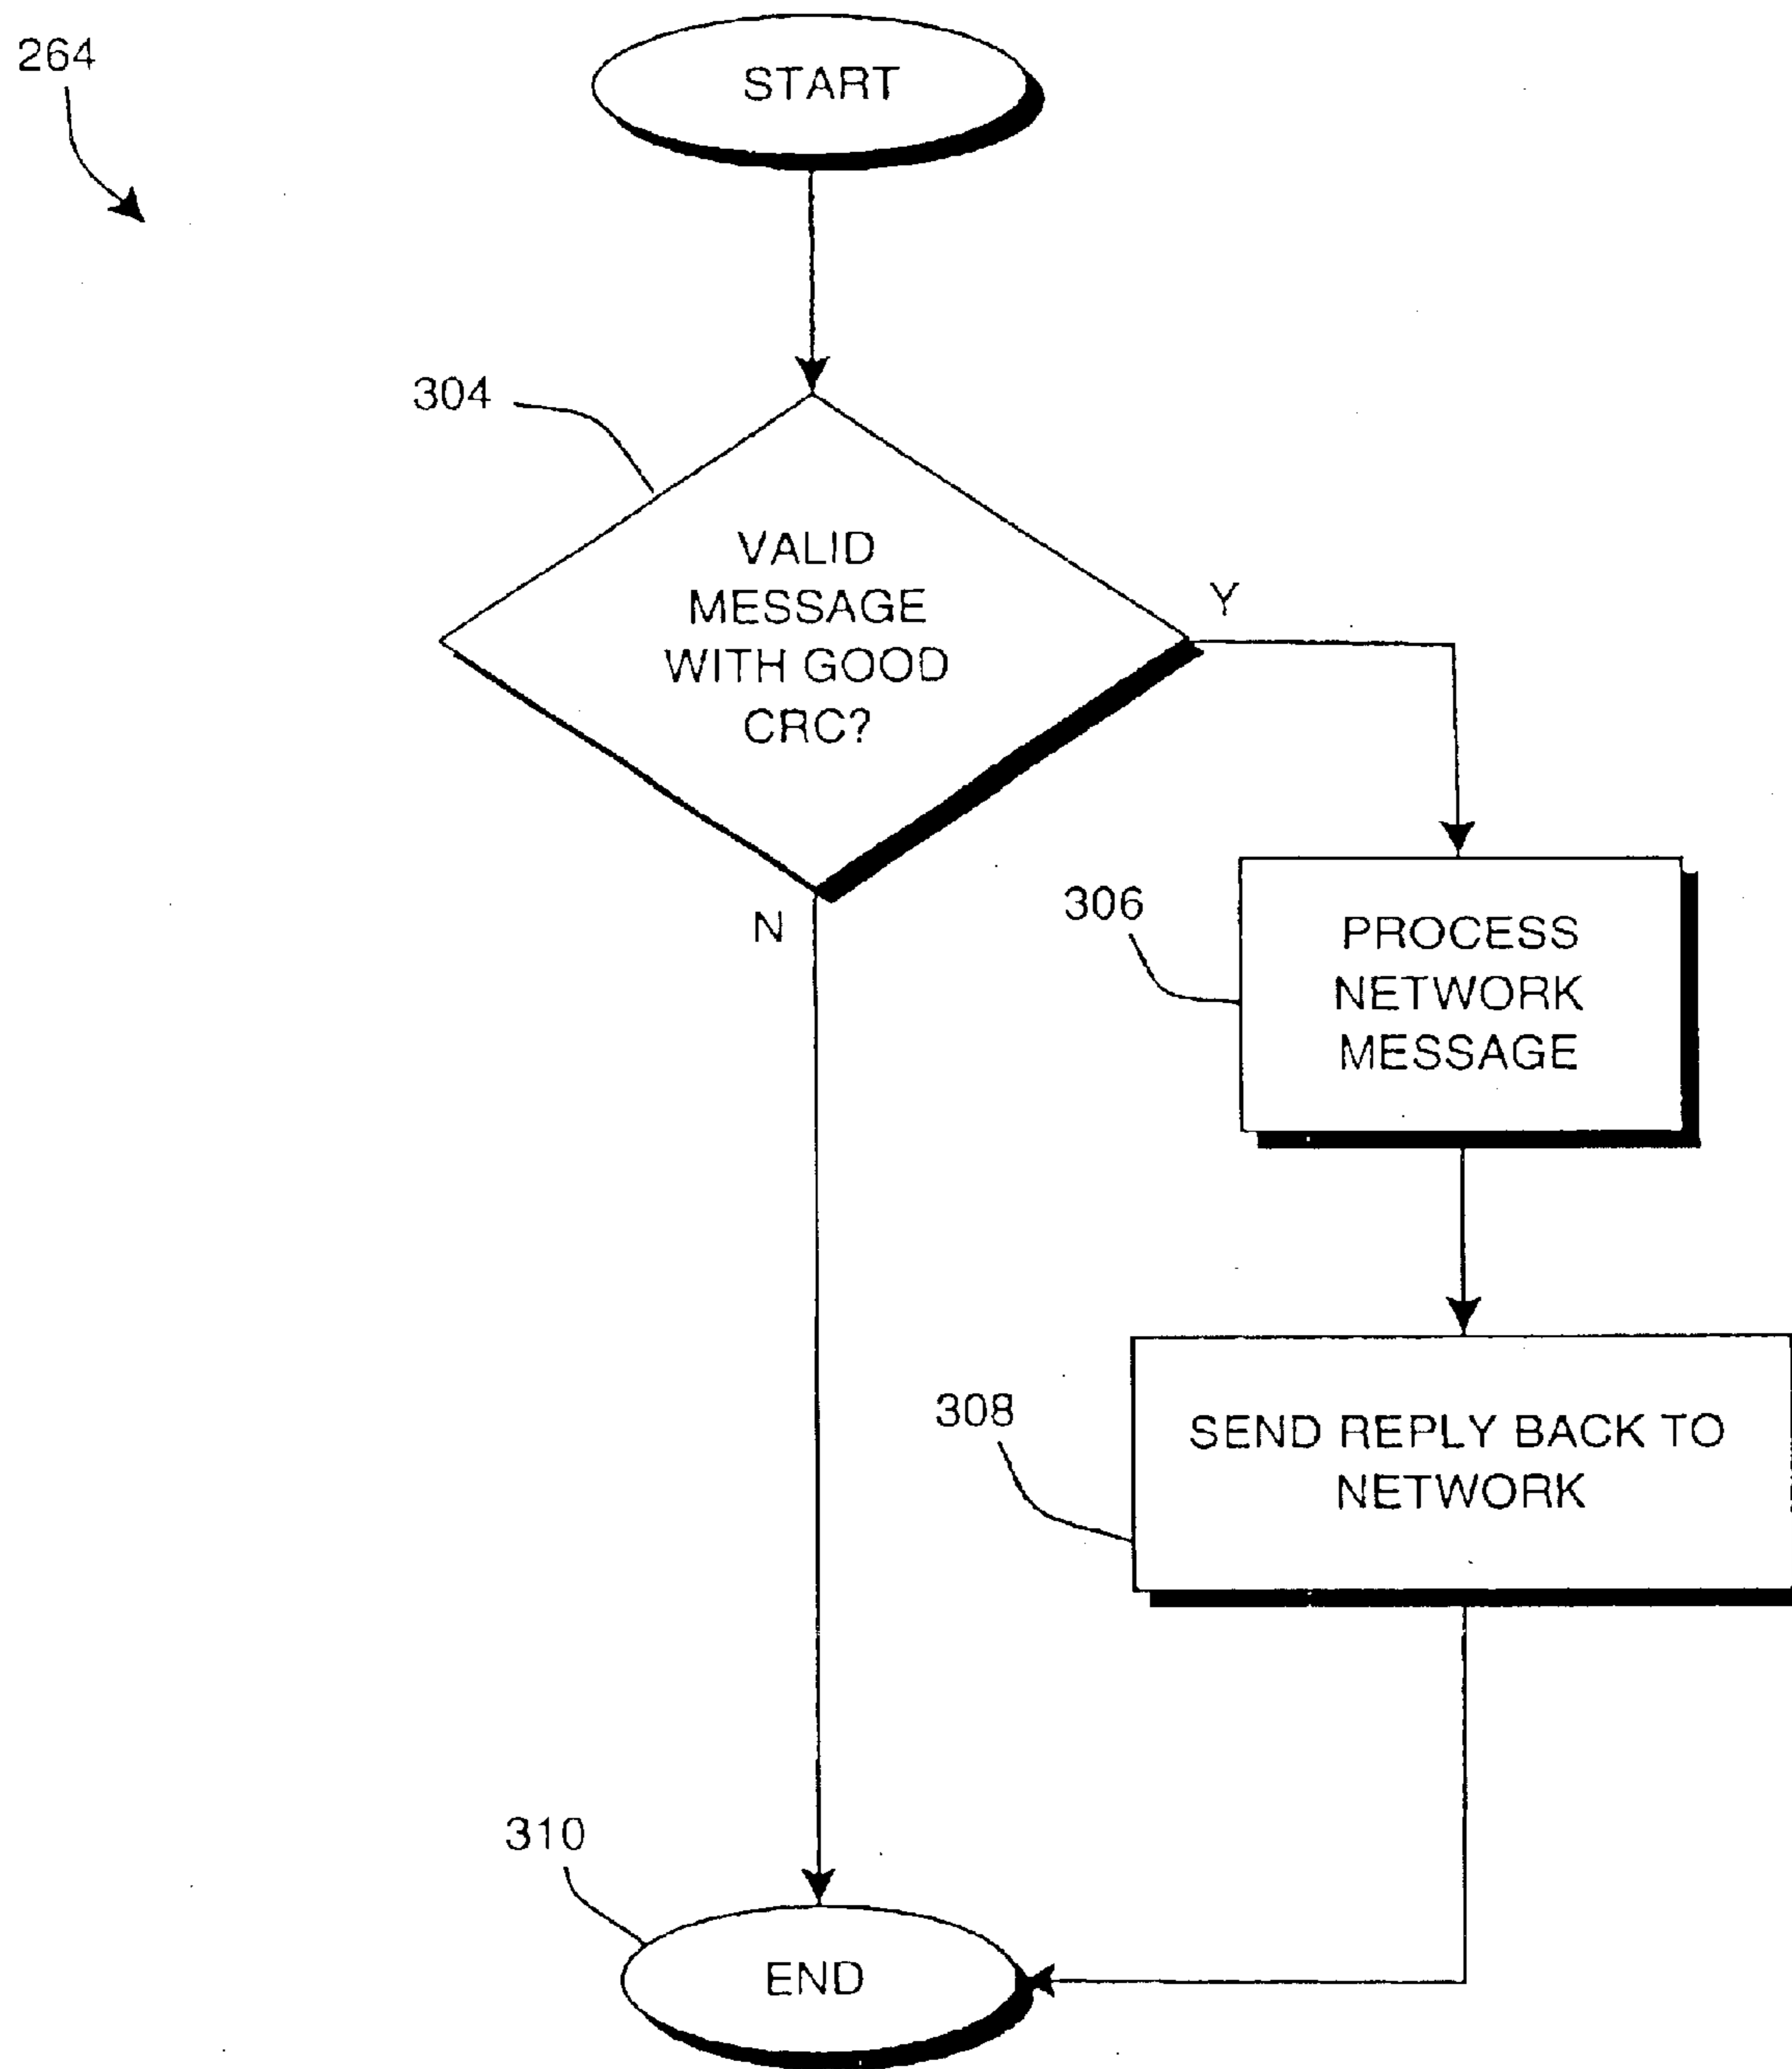 264
START
304
VALID
MESSAGE
WITH GOOD
CRC?
Y
N
306
PROCESS
NETWORK
MESSAGE
308
SEND REPLY BACK TO
NETWORK
310
END